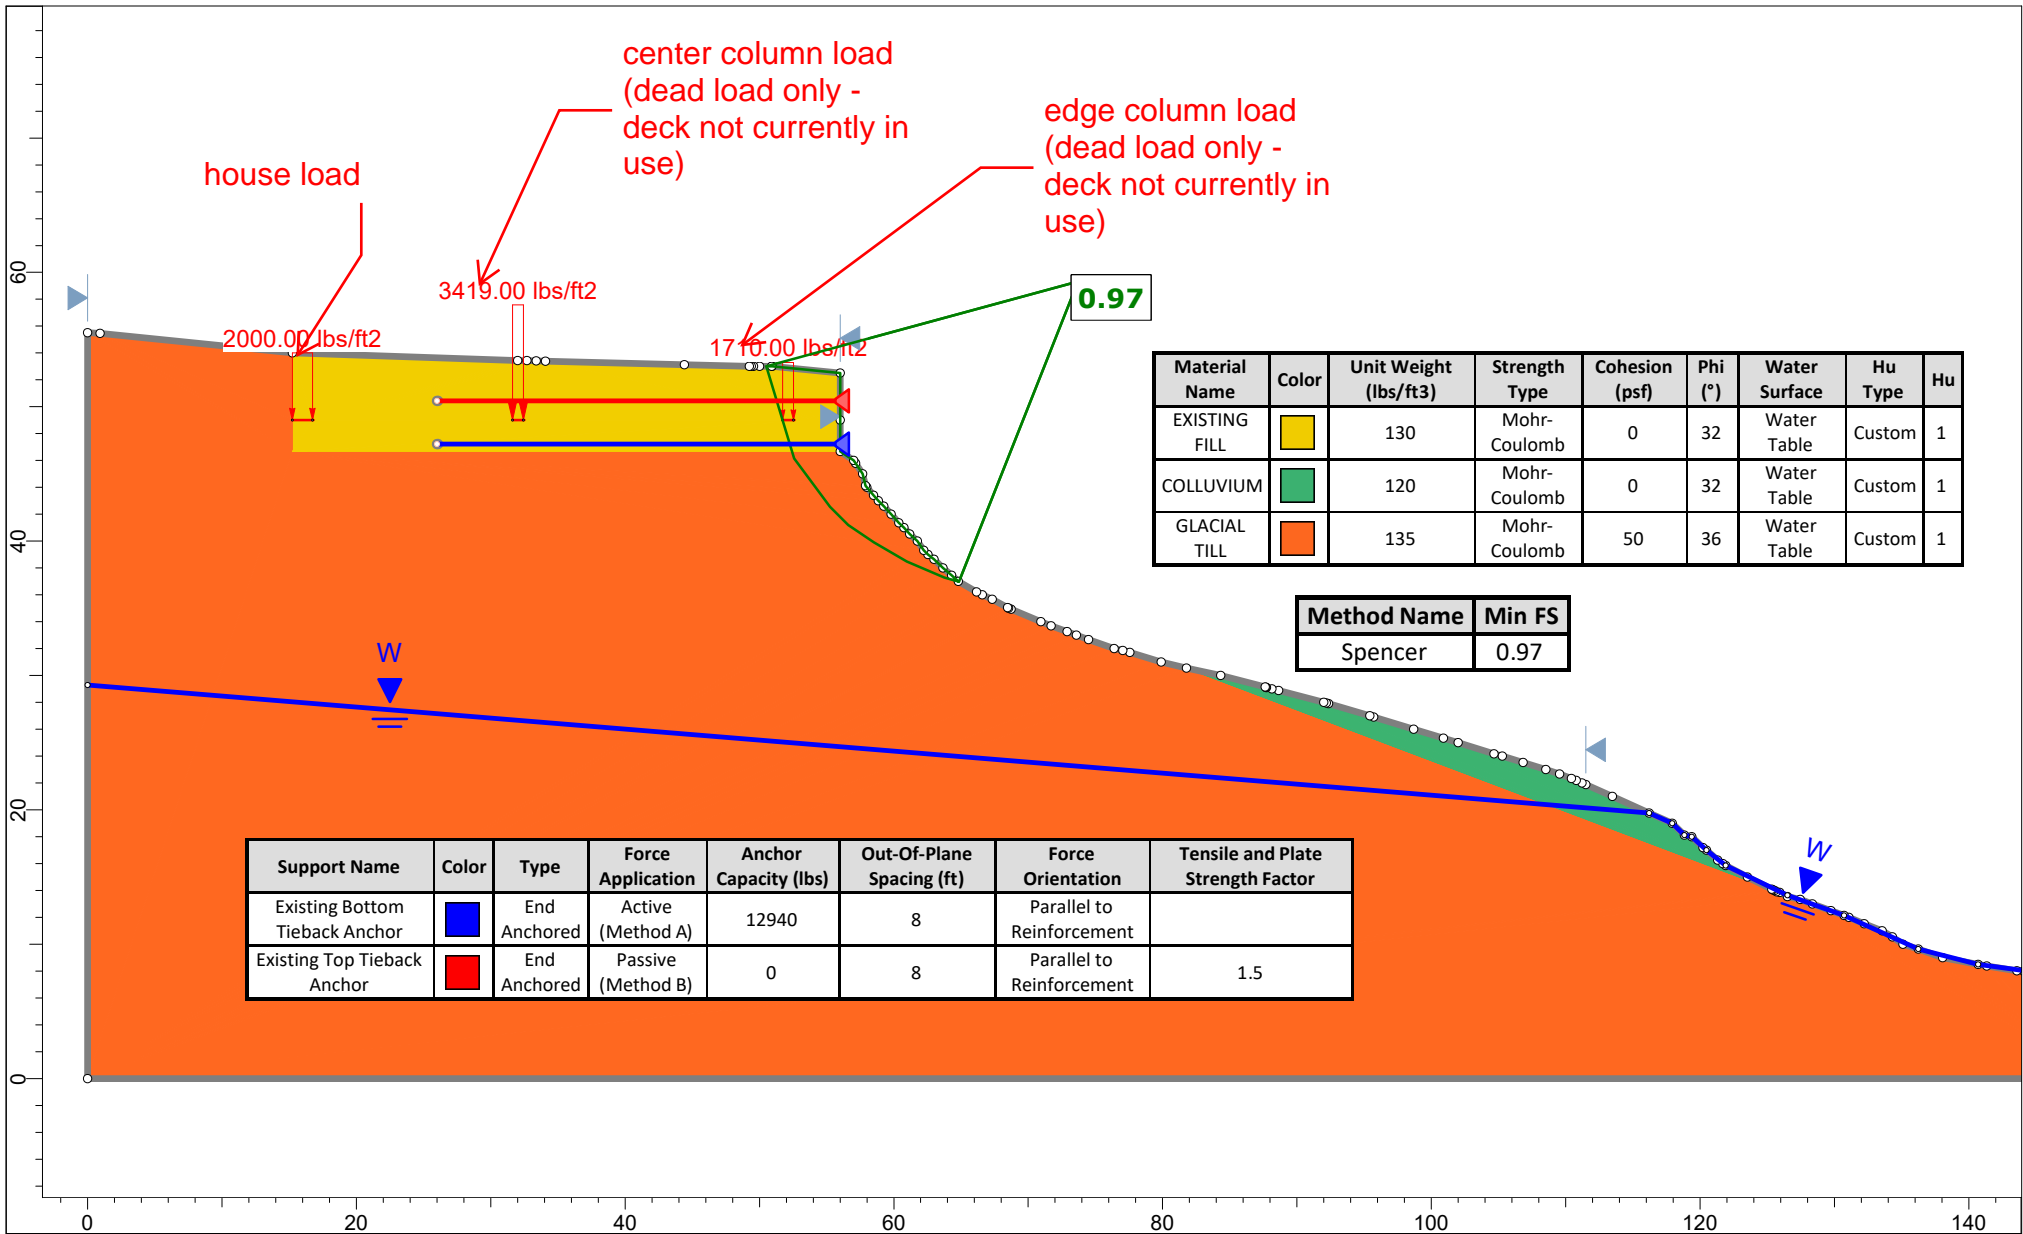 center column load
(dead load only -
deck not currently in
use)
edge column load
(dead load only -
deck not currently in
use)
house load
3419.00 lbs/ft2
2000.00 lbs/ft2
1710.00 lbs/ft2
0.97
60
40
20
0
Material Name Color Unit Weight (lbs/ft3) Strength Type Cohesion (psf) Phi (°) Water Surface Hu Type Hu
EXISTING FILL 130 Mohr-Coulomb 0 32 Water Table Custom 1
COLLUVIUM 120 Mohr-Coulomb 0 32 Water Table Custom 1
GLACIAL TILL 135 Mohr-Coulomb 50 36 Water Table Custom 1
Method Name Min FS
Spencer 0.97
W
W
Support Name Color Type Force Application Anchor Capacity (lbs) Out-Of-Plane Spacing (ft) Force Orientation Tensile and Plate Strength Factor
Existing Bottom Tieback Anchor End Anchored Active (Method A) 12940 8 Parallel to Reinforcement
Existing Top Tieback Anchor End Anchored Passive (Method B) 0 8 Parallel to Reinforcement 1.5
0 20 40 60 80 100 120 140